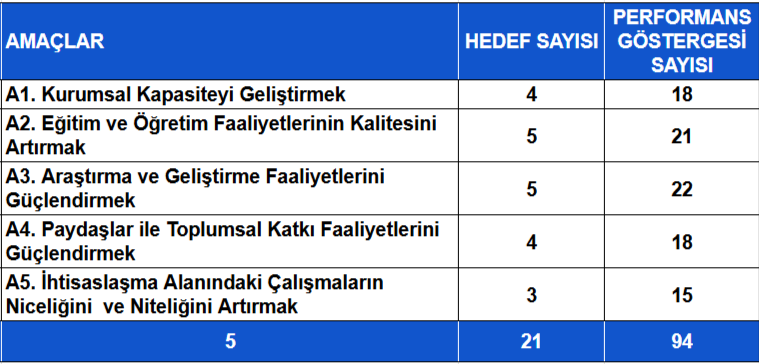 AMAÇLAR HEDEF SAYISI PERFORMANS GÖSTERGESİ SAYISI
A1. Kurumsal Kapasiteyi Geliştirmek 4 18
A2. Eğitim ve Öğretim Faaliyetlerinin Kalitesini
Artırmak 5 21
A3. Araştırma ve Geliştirme Faaliyetlerini
Güçlendirmek 5 22
A4. Paydaşlar ile Toplumsal Katkı Faaliyetlerini
Güçlendirmek 4 18
A5. İhtisaslaşma Alanındaki Çalışmaların
Niceliğini ve Niteliğini Artırmak 3 15
5 21 94